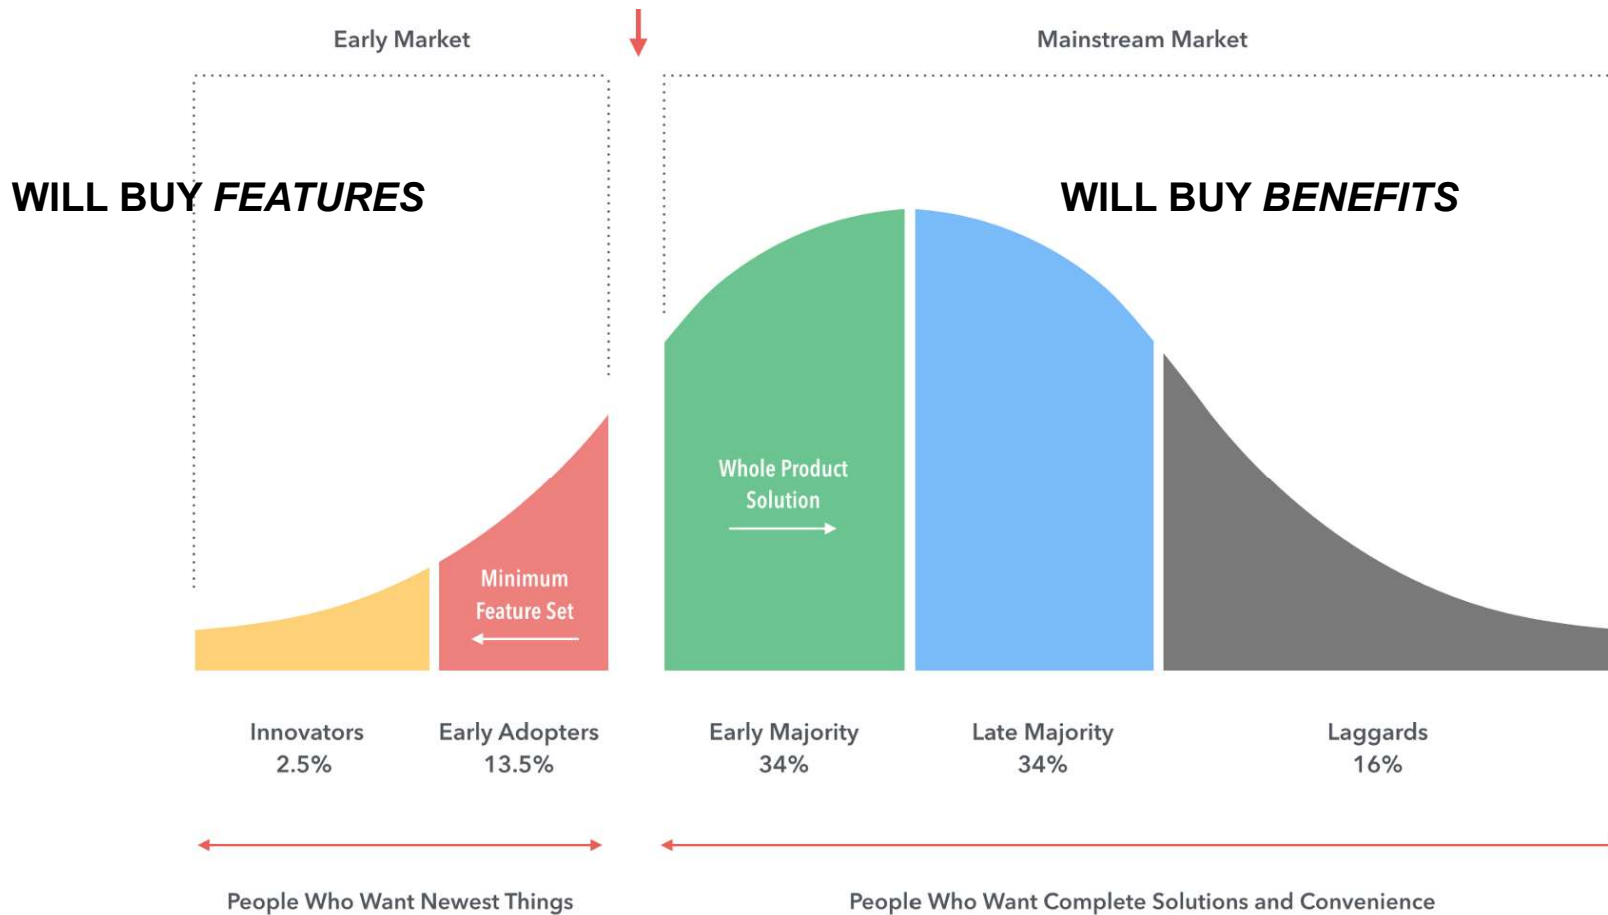 Early Market
Mainstream Market
WILL BUY FEATURES
WILL BUY BENEFITS
Whole Product
Solution
Minimum
Feature Set
Innovators
2.5%
Early Adopters
13.5%
Early Majority
34%
Late Majority
34%
Laggards
16%
People Who Want Newest Things
People Who Want Complete Solutions and Convenience